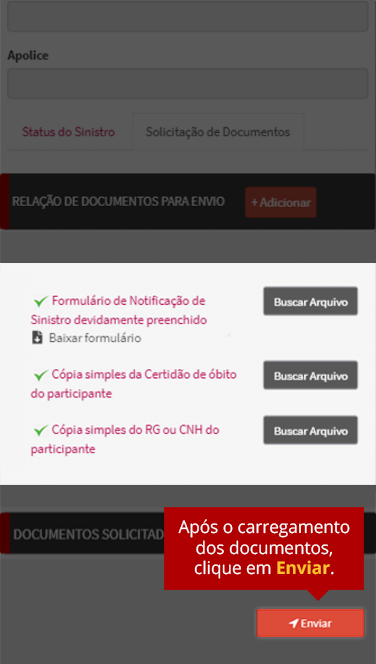 Apolice
Status do Sinistro Solicitação de Documentos
RELAÇÃO DE DOCUMENTOS PARA ENVIO + Adicionar
Formulário de Notificação de
Sinistro devidamente preenchido
Buscar Arquivo
Baixar formulário
Cópia simples da Certidão de óbito
do participante
Buscar Arquivo
Cópia simples do RG ou CNH do
participante
Buscar Arquivo
DOCUMENTOS SOLICITAD
Após o carregamento
dos documentos,
clique em Enviar.
Enviar